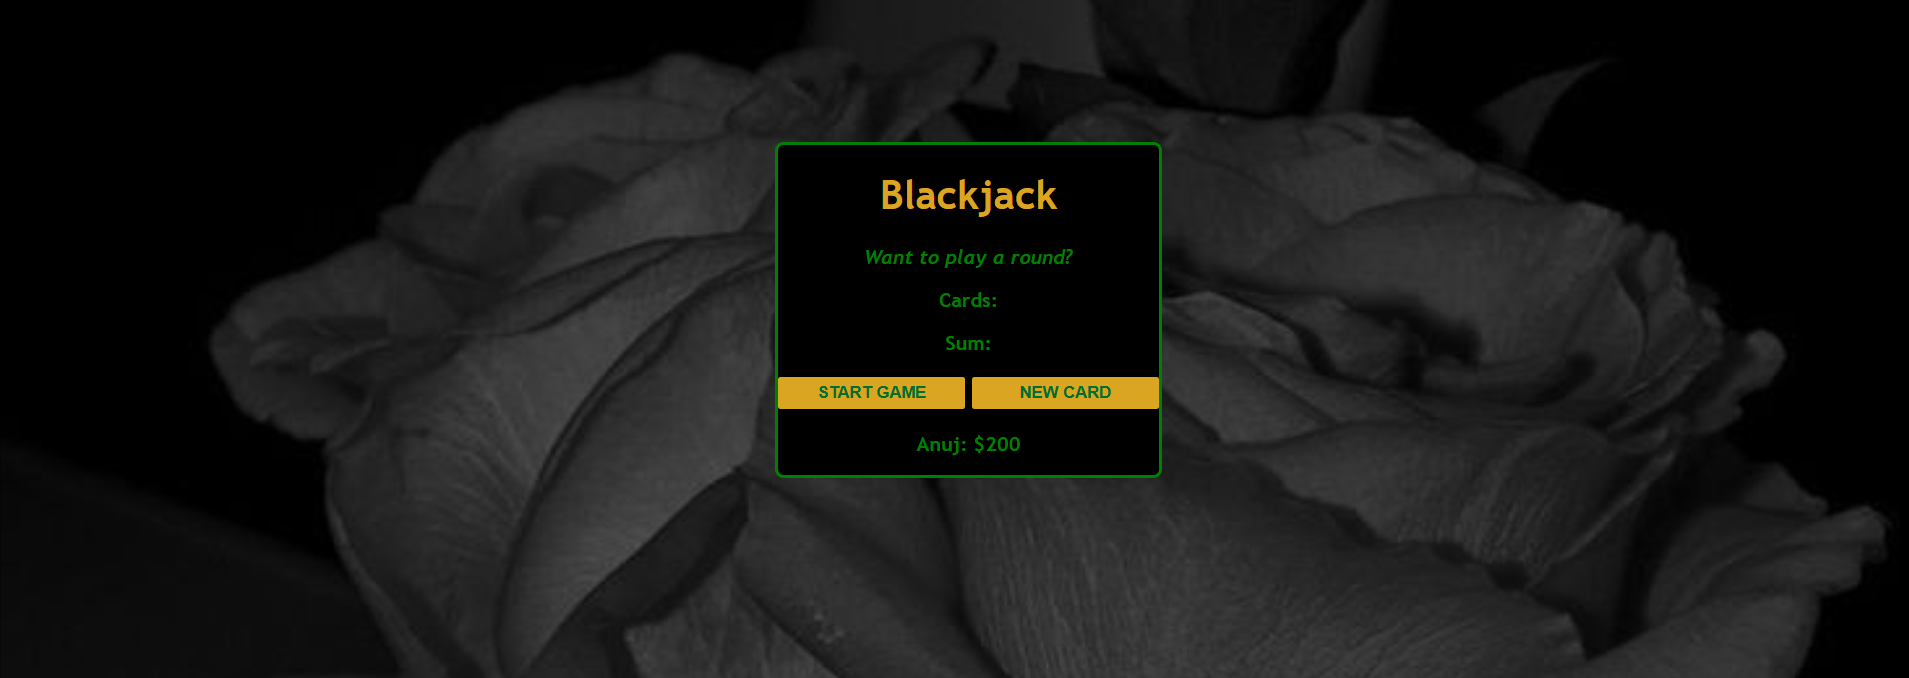 Blackjack
Want to play a round?
Cards:
Sum:
START GAME NEW CARD
Anuj: $200